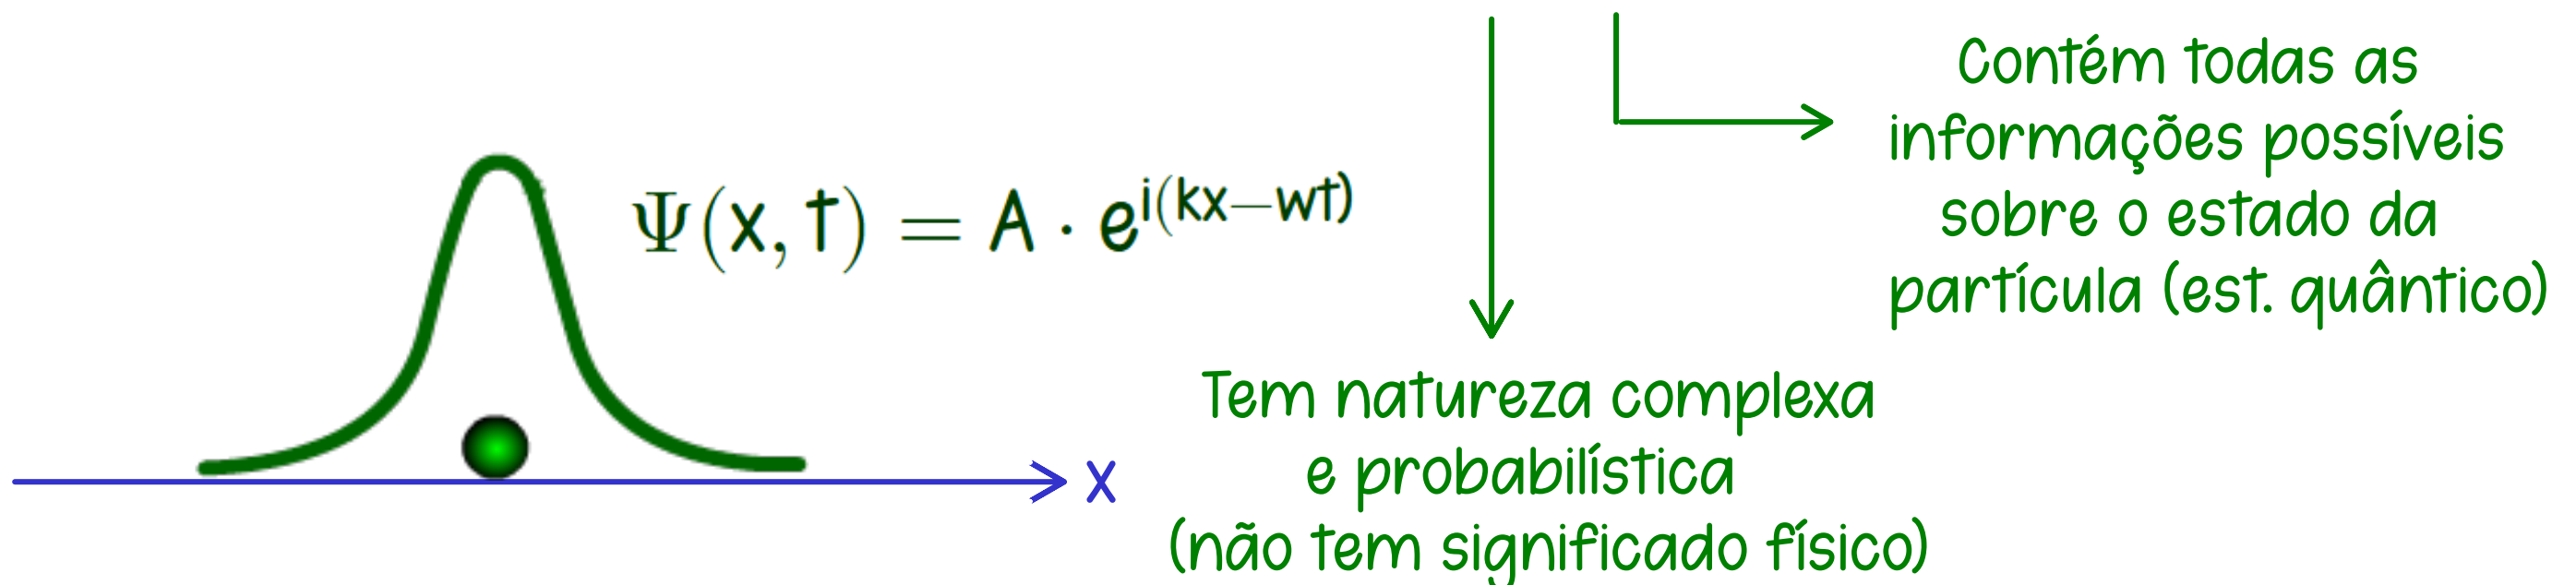 Ψ(x, t) = A · e^i(kx−wt)
x
Contém todas as
informações possíveis
sobre o estado da
partícula (est. quântico)
Tem natureza complexa
e probabilística
(não tem significado físico)